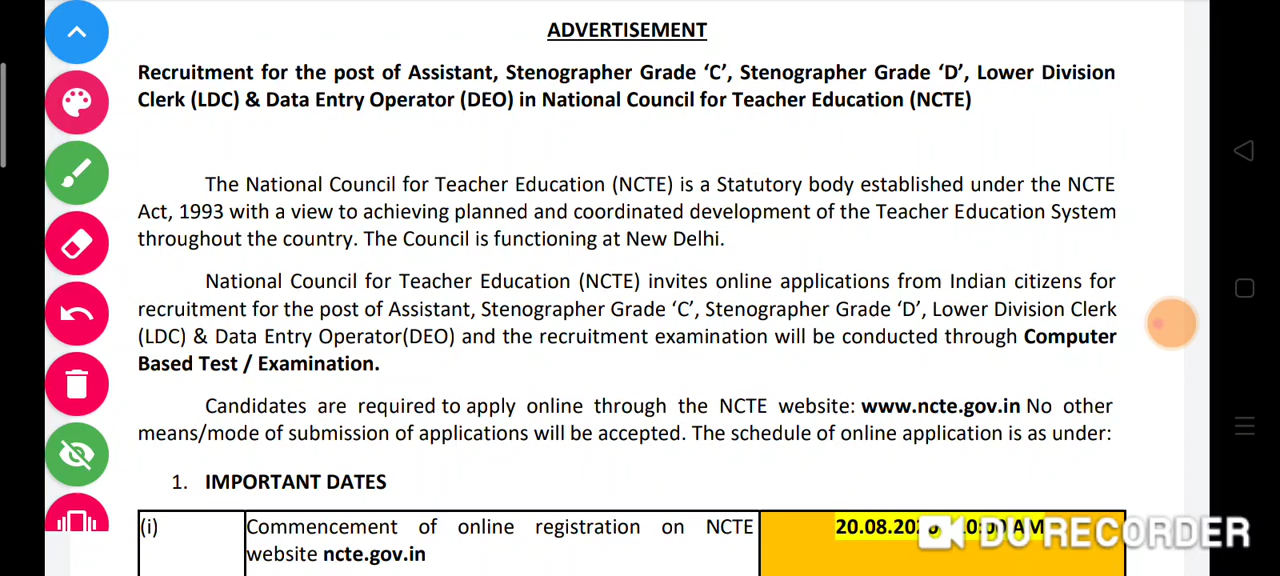 ADVERTISEMENT
Recruitment for the post of Assistant, Stenographer Grade ‘C’, Stenographer Grade ‘D’, Lower Division
Clerk (LDC) & Data Entry Operator (DEO) in National Council for Teacher Education (NCTE)
The National Council for Teacher Education (NCTE) is a Statutory body established under the NCTE
Act, 1993 with a view to achieving planned and coordinated development of the Teacher Education System
throughout the country. The Council is functioning at New Delhi.
National Council for Teacher Education (NCTE) invites online applications from Indian citizens for
recruitment for the post of Assistant, Stenographer Grade ‘C’, Stenographer Grade ‘D’, Lower Division Clerk
(LDC) & Data Entry Operator(DEO) and the recruitment examination will be conducted through Computer
Based Test / Examination.
Candidates are required to apply online through the NCTE website: www.ncte.gov.in No other
means/mode of submission of applications will be accepted. The schedule of online application is as under:
1. IMPORTANT DATES
(i) Commencement of online registration on NCTE
website ncte.gov.in
AM
DU RECORDER